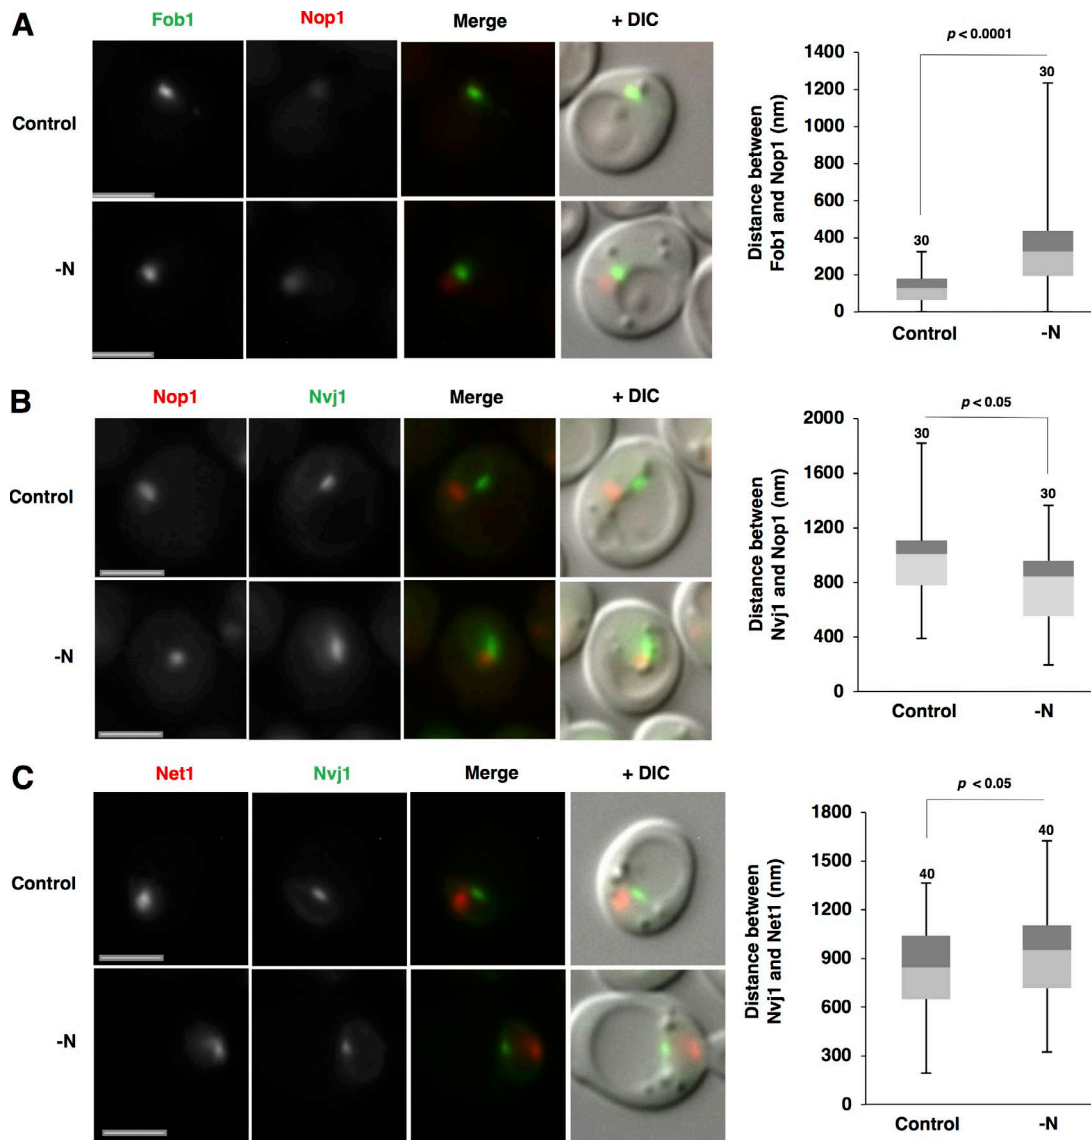 A
Fob1 Nop1 Merge + DIC
Control
-N
p < 0.0001
Distance between
Fob1 and Nop1 (nm)
1400
1200
1000
800
600
400
200
0
30
30
Control -N
B
Nop1 Nvj1 Merge + DIC
Control
-N
p < 0.05
Distance between
Nvj1 and Nop1 (nm)
2000
1600
1200
800
400
0
30
30
Control -N
C
Net1 Nvj1 Merge + DIC
Control
-N
p < 0.05
Distance between
Nvj1 and Net1 (nm)
1800
1500
1200
900
600
300
0
40
40
Control -N